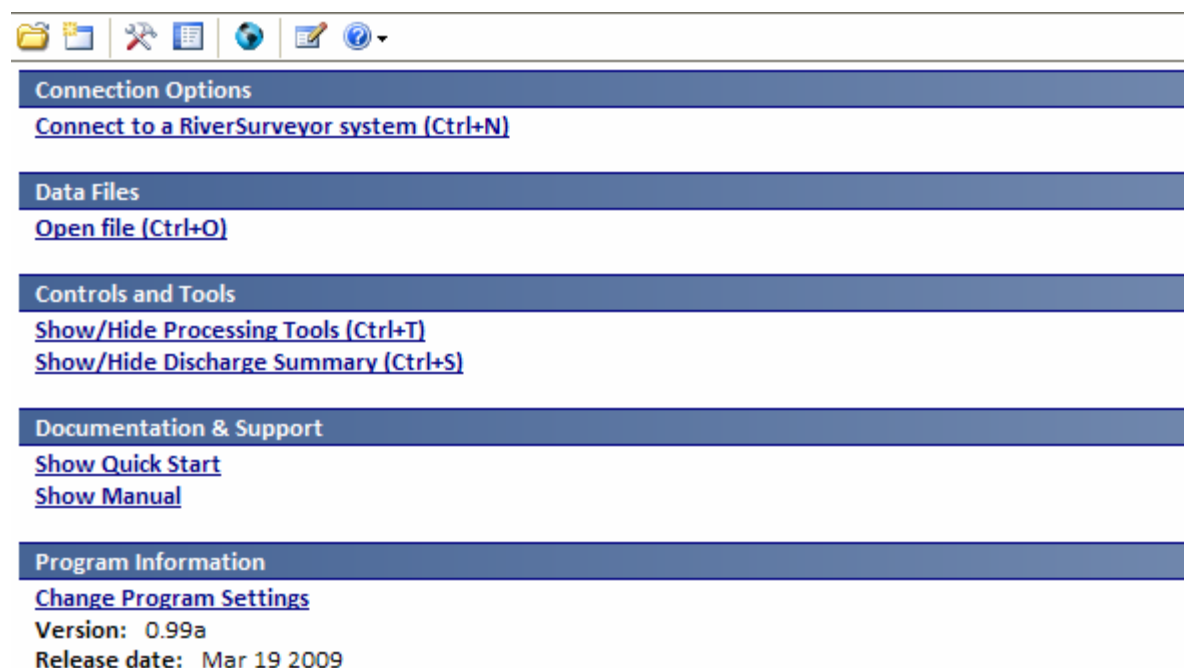 Connection Options
Connect to a RiverSurveyor system (Ctrl+N)
Data Files
Open file (Ctrl+O)
Controls and Tools
Show/Hide Processing Tools (Ctrl+T)
Show/Hide Discharge Summary (Ctrl+S)
Documentation & Support
Show Quick Start
Show Manual
Program Information
Change Program Settings
Version: 0.99a
Release date: Mar 19 2009